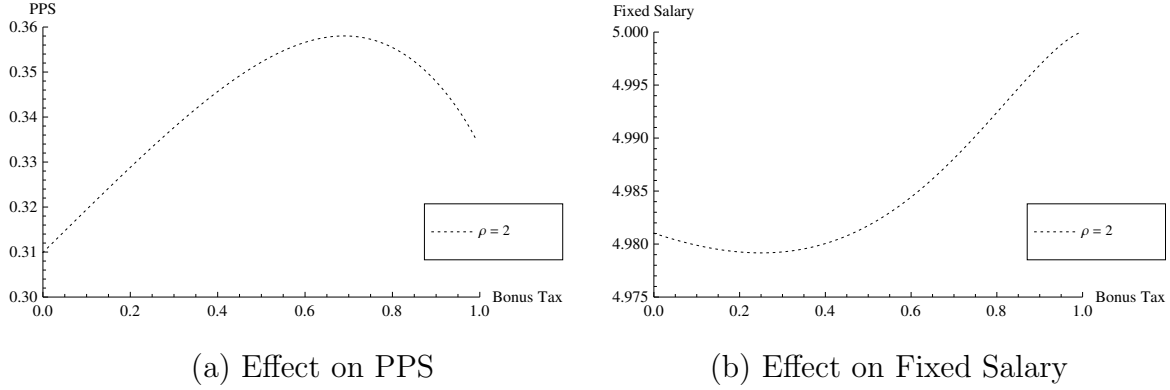 PPS
0.36
0.35
0.34
0.33
0.32
0.31
0.30
0.0 0.2 0.4 0.6 0.8 1.0
Bonus Tax
ρ = 2
(a) Effect on PPS
Fixed Salary
5.000
4.995
4.990
4.985
4.980
4.975
0.0 0.2 0.4 0.6 0.8 1.0
Bonus Tax
ρ = 2
(b) Effect on Fixed Salary